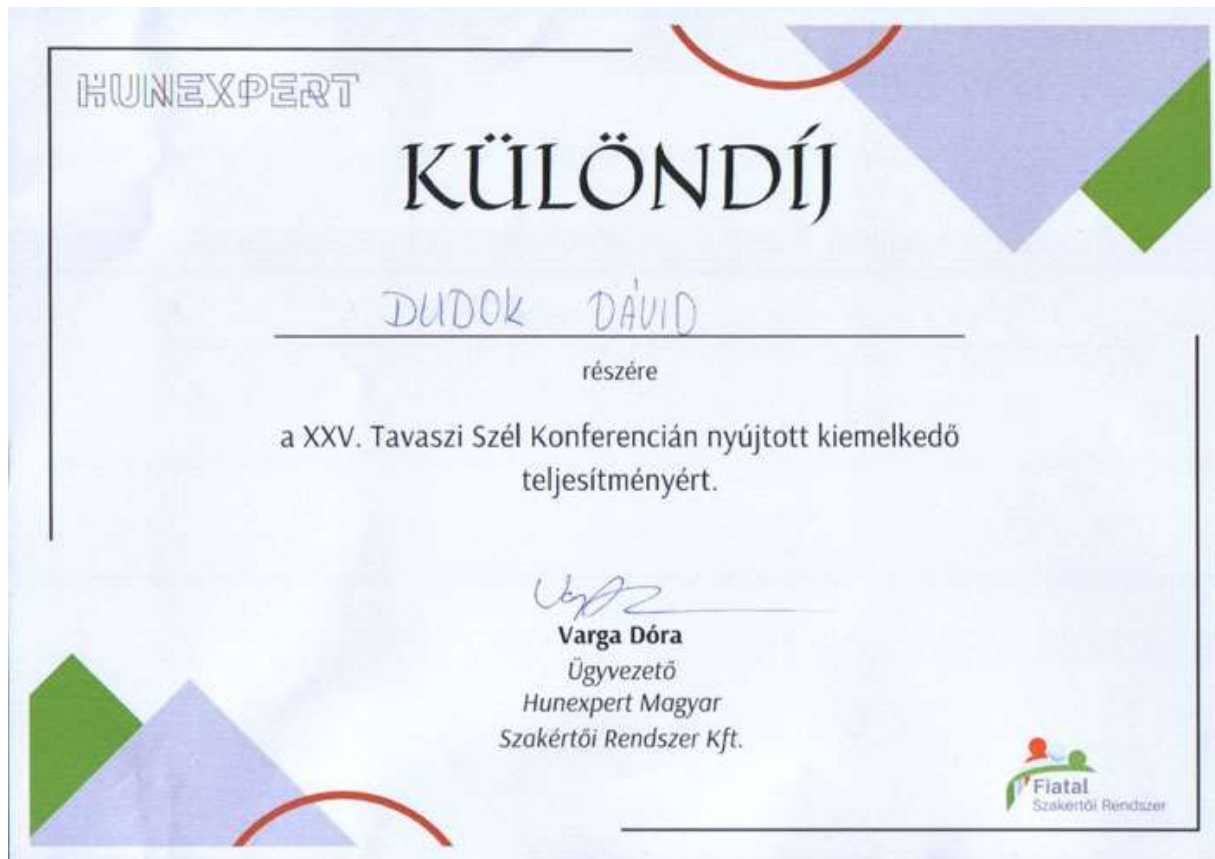 HUNEXPERT
KÜLÖNDÍJ
DUDOK DÁVID
részére
a XXV. Tavaszi Szél Konferencián nyújtott kiemelkedő
teljesítményért.
Varga Dóra
Ügyvezető
Hunexpert Magyar
Szakértői Rendszer Kft.
Fiatal
Szakértői Rendszer